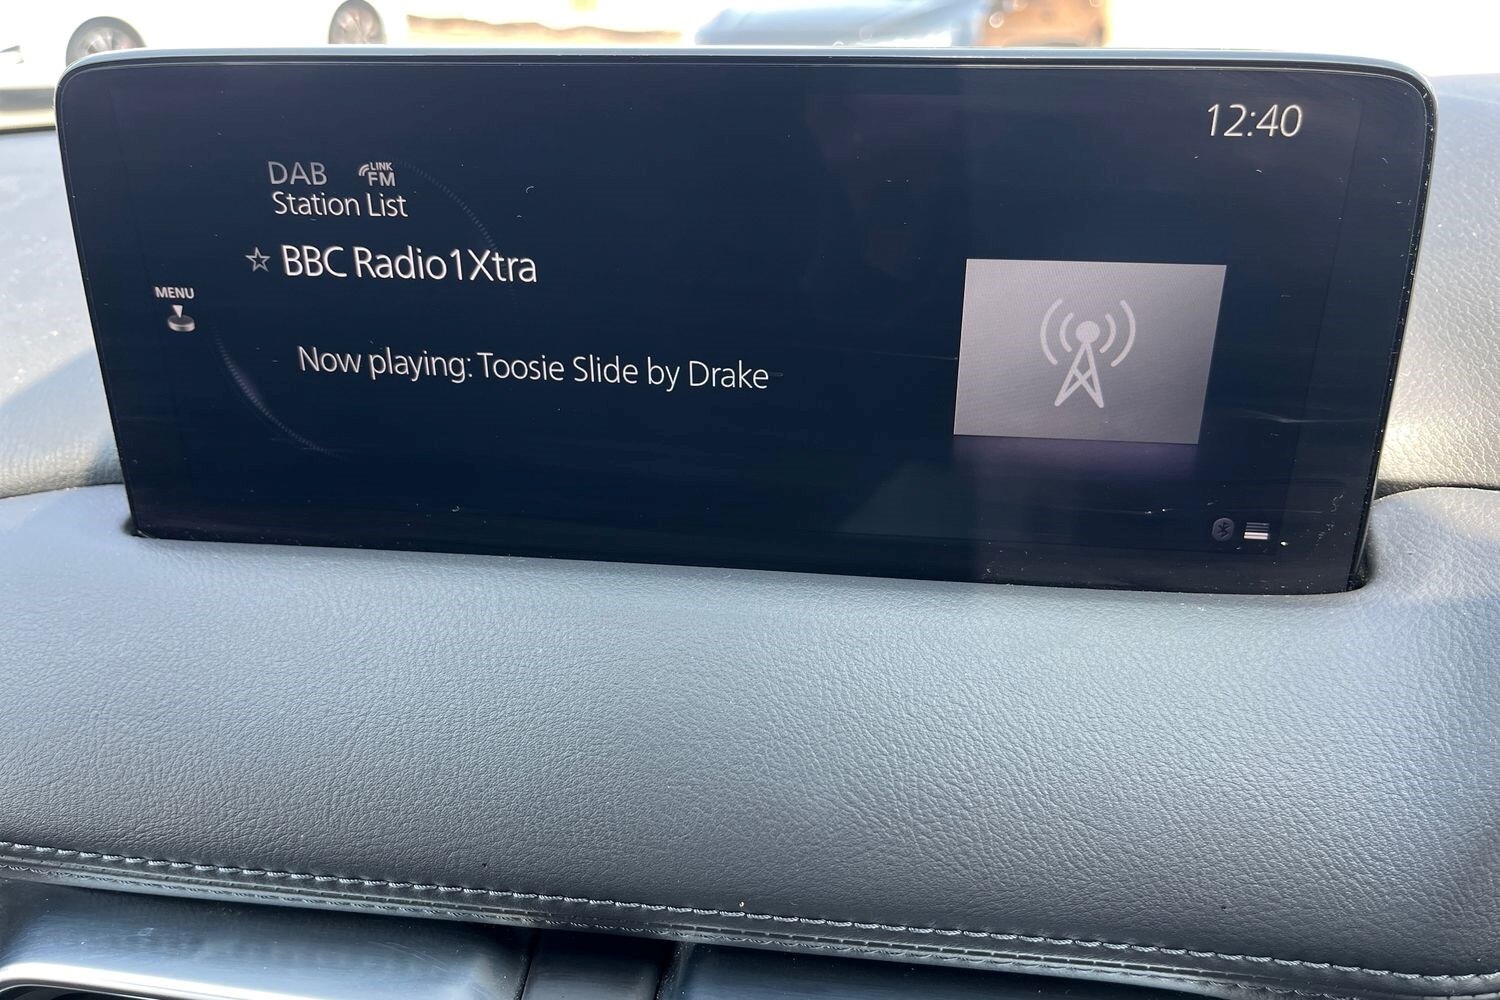 12:40
DAB LINK FM
Station List
BBC Radio1Xtra
MENU
Now playing: Toosie Slide by Drake